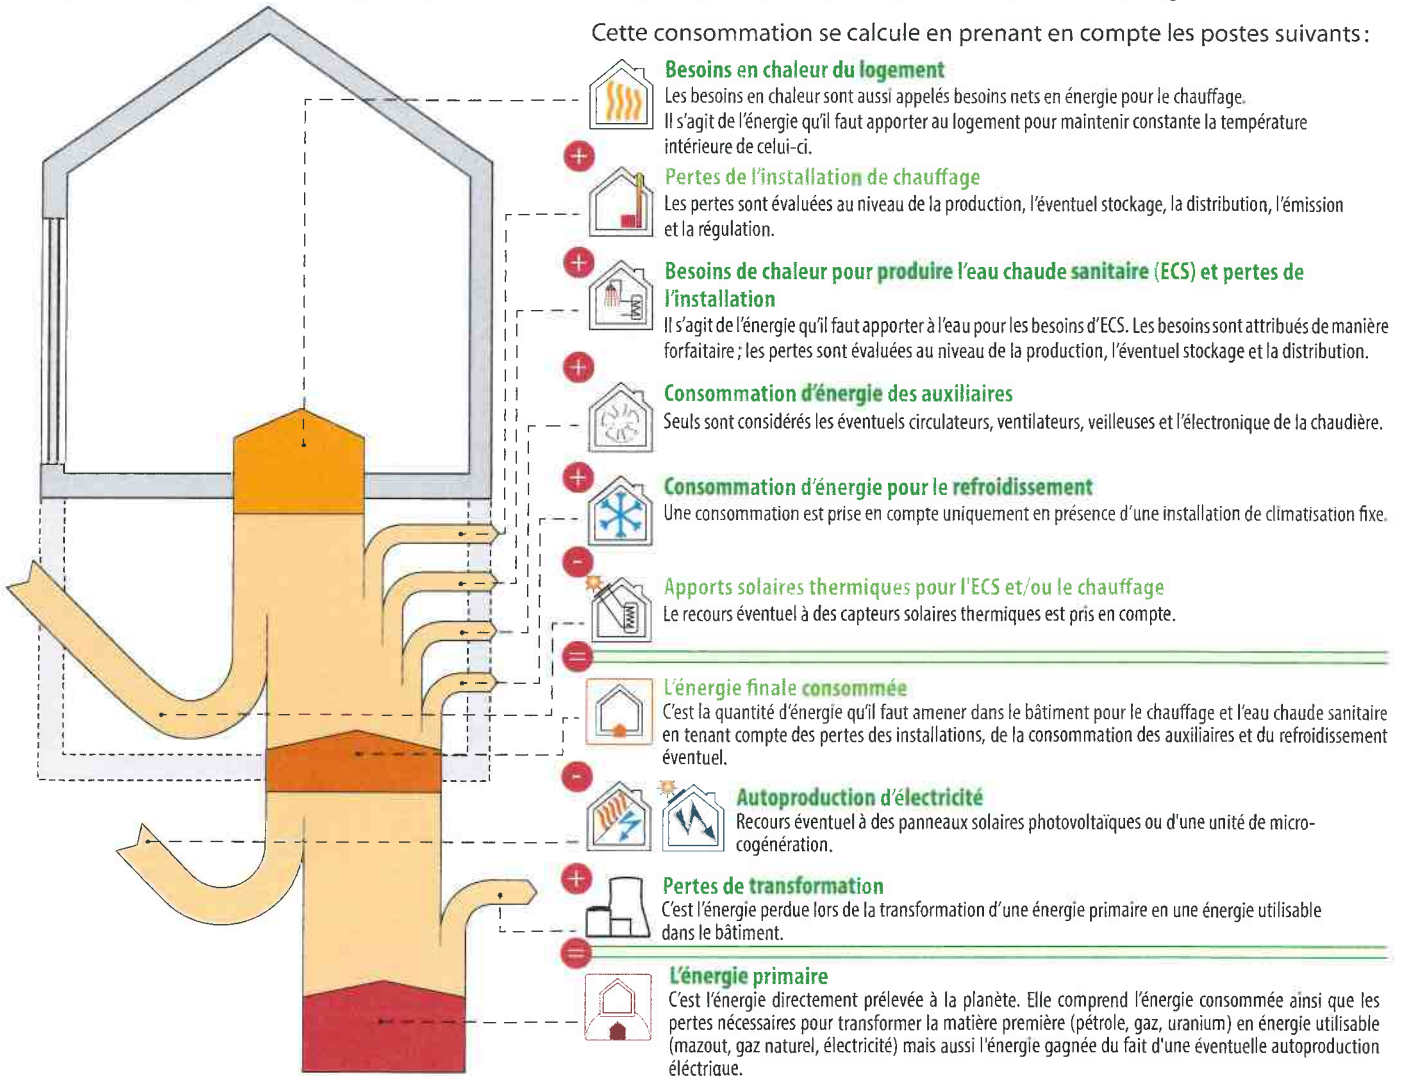 Cette consommation se calcule en prenant en compte les postes suivants :
Besoins en chaleur du logement
Les besoins en chaleur sont aussi appelés besoins nets en énergie pour le chauffage.
Il s'agit de l'énergie qu'il faut apporter au logement pour maintenir constante la température
intérieure de celui-ci.
+
Pertes de l'installation de chauffage
Les pertes sont évaluées au niveau de la production, l'éventuel stockage, la distribution, l'émission
et la régulation.
+
Besoins de chaleur pour produire l'eau chaude sanitaire (ECS) et pertes de
l'installation
Il s'agit de l'énergie qu'il faut apporter à l'eau pour les besoins d'ECS. Les besoins sont attribués de manière
forfaitaire ; les pertes sont évaluées au niveau de la production, l'éventuel stockage et la distribution.
+
Consommation d'énergie des auxiliaires
Seuls sont considérés les éventuels circulateurs, ventilateurs, veilleuses et l'électronique de la chaudière.
+
Consommation d'énergie pour le refroidissement
Une consommation est prise en compte uniquement en présence d'une installation de climatisation fixe.
-
Apports solaires thermiques pour l'ECS et/ou le chauffage
Le recours éventuel à des capteurs solaires thermiques est pris en compte.
=
L'énergie finale consommée
C'est la quantité d'énergie qu'il faut amener dans le bâtiment pour le chauffage et l'eau chaude sanitaire
en tenant compte des pertes des installations, de la consommation des auxiliaires et du refroidissement
éventuel.
-
Autoproduction d'électricité
Recours éventuel à des panneaux solaires photovoltaïques ou d'une unité de micro-
cogénération.
+
Pertes de transformation
C'est l'énergie perdue lors de la transformation d'une énergie primaire en une énergie utilisable
dans le bâtiment.
=
L'énergie primaire
C'est l'énergie directement prélevée à la planète. Elle comprend l'énergie consommée ainsi que les
pertes nécessaires pour transformer la matière première (pétrole, gaz, uranium) en énergie utilisable
(mazout, gaz naturel, électricité) mais aussi l'énergie gagnée du fait d'une éventuelle autoproduction
éléctrique.